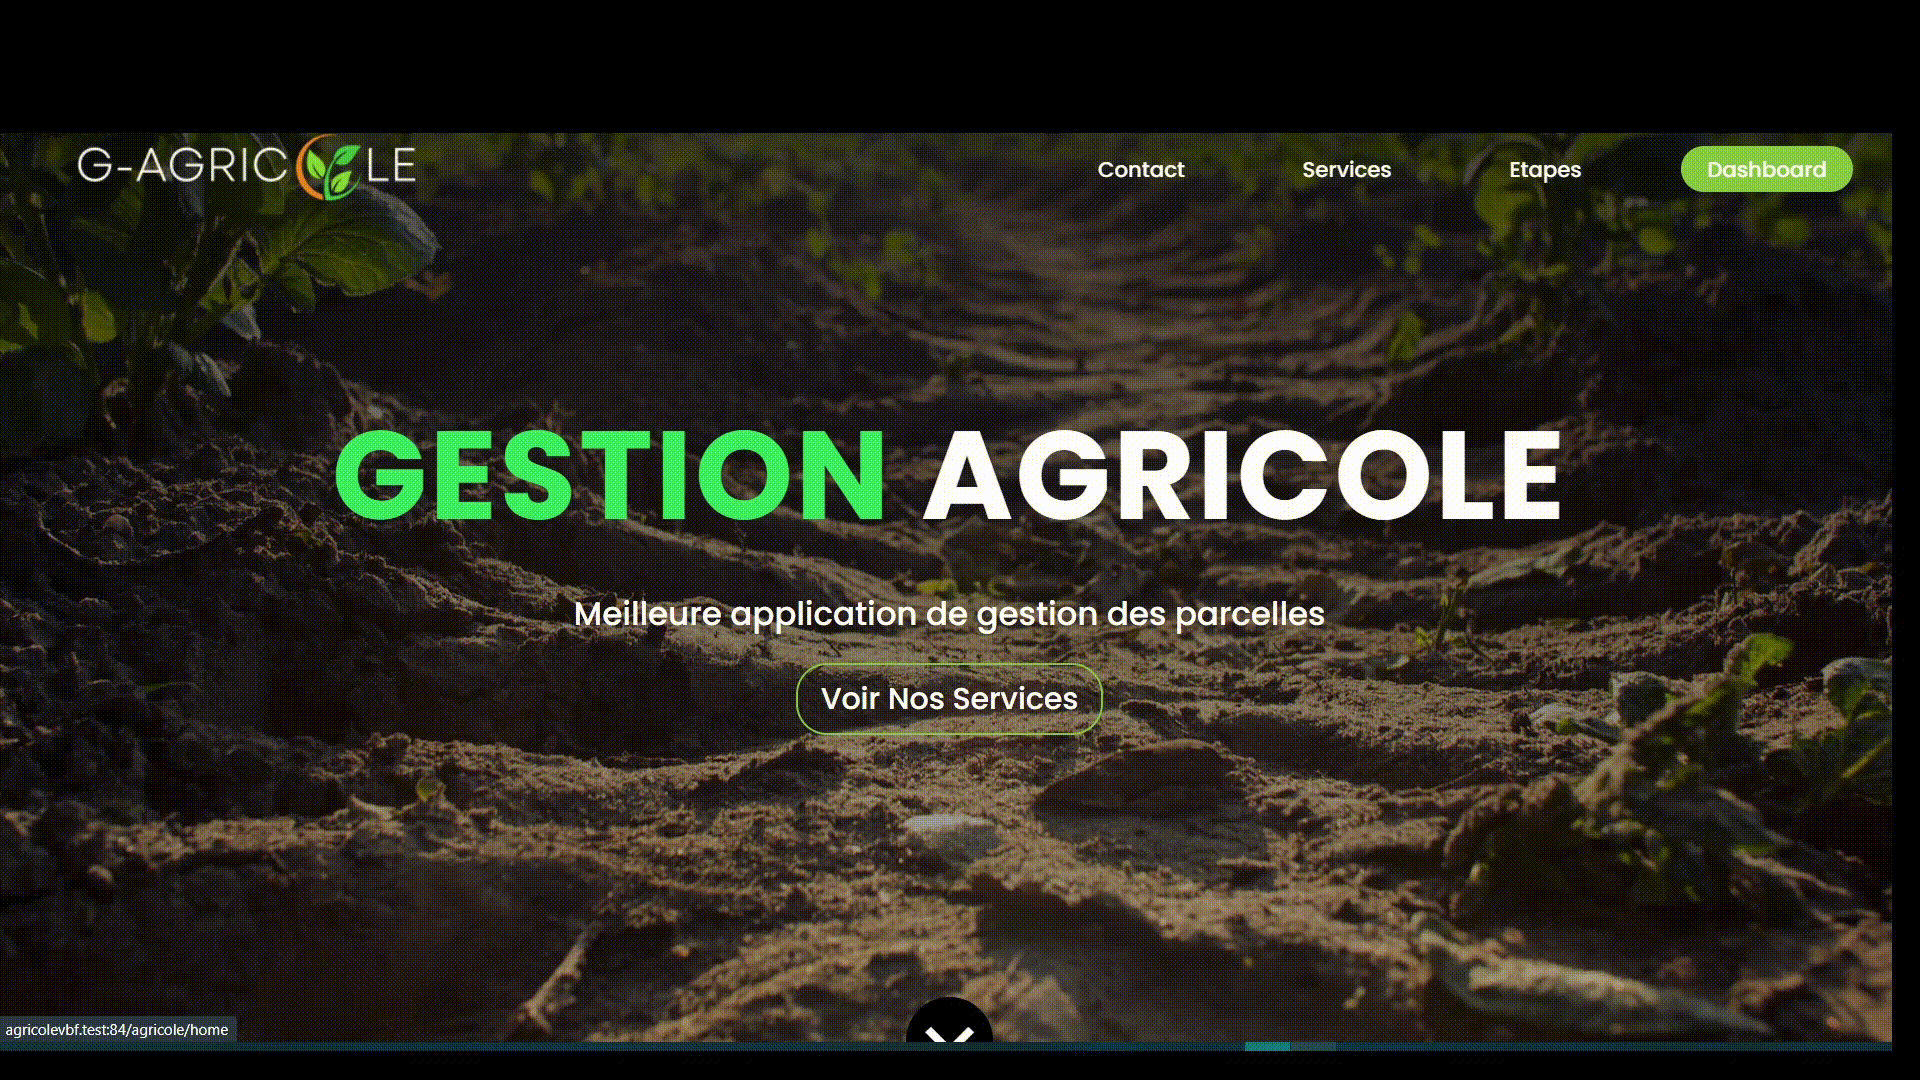 G-AGRICOLE
Contact Services Etapes Dashboard
GESTION AGRICOLE
Meilleure application de gestion des parcelles
Voir Nos Services
agricolevbf.test:84/agricole/home